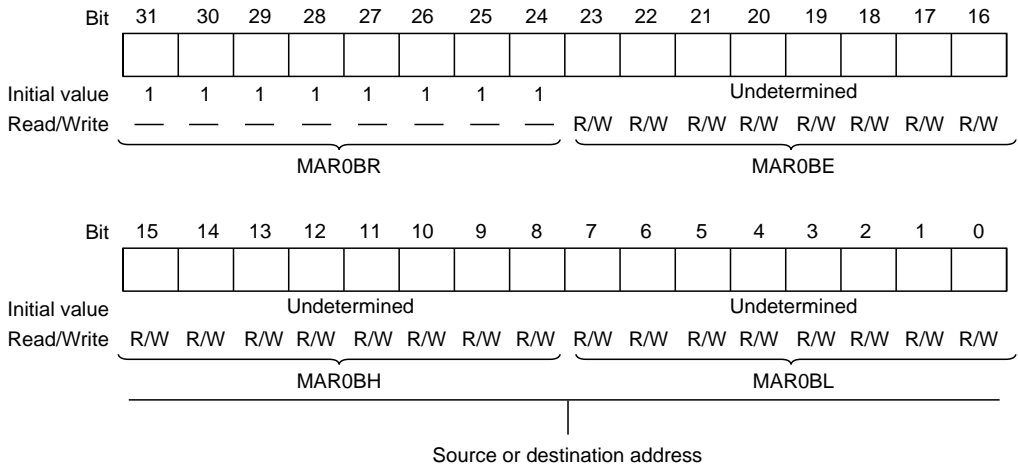 Bit 31 30 29 28 27 26 25 24 23 22 21 20 19 18 17 16
Initial value 1 1 1 1 1 1 1 1 Undetermined
Read/Write — — — — — — — — R/W R/W R/W R/W R/W R/W R/W R/W
MAR0BR MAR0BE
Bit 15 14 13 12 11 10 9 8 7 6 5 4 3 2 1 0
Initial value Undetermined Undetermined
Read/Write R/W R/W R/W R/W R/W R/W R/W R/W R/W R/W R/W R/W R/W R/W R/W R/W
MAR0BH MAR0BL
Source or destination address